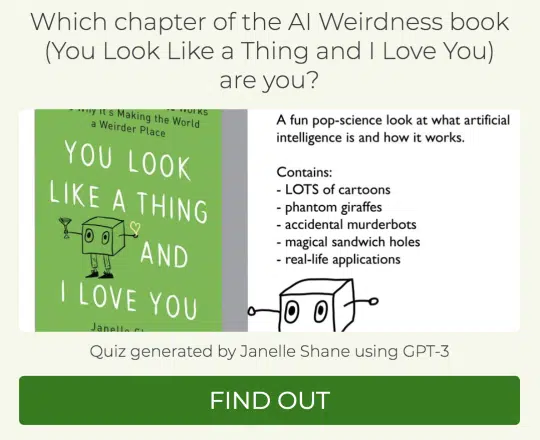 Which chapter of the AI Weirdness book
(You Look Like a Thing and I Love You)
are you?
Why It's Making the World
a Weirder Place
YOU LOOK
LIKE A THING
AND
I LOVE YOU
Janelle
A fun pop-science look at what artificial
intelligence is and how it works.
Contains:
- LOTS of cartoons
- phantom giraffes
- accidental murderbots
- magical sandwich holes
- real-life applications
Quiz generated by Janelle Shane using GPT-3
FIND OUT